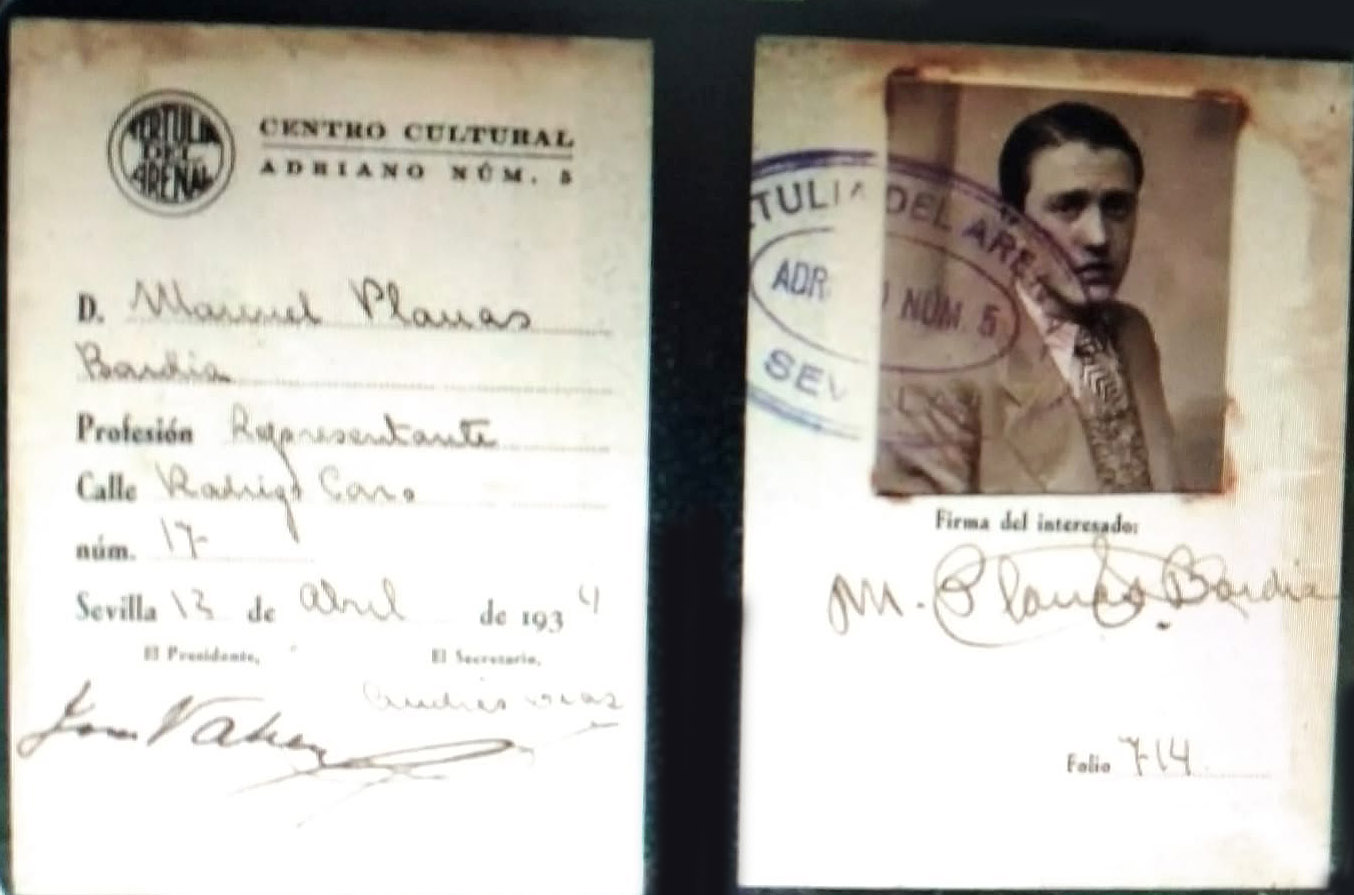 TERTULIA
DEL
ARENAL
CENTRO CULTURAL
ADRIANO NÚM. 5
D. Manuel Planas
Bardia
Profesión Representante
Calle Rodrigo Caro
núm. 17
Sevilla 13 de Abril de 1934
El Presidente, El Secretario,
TULIA DEL ARE
ADR NÚM. 5
SEV
Firma del interesado:
M. Planas Bardia
Folio 714